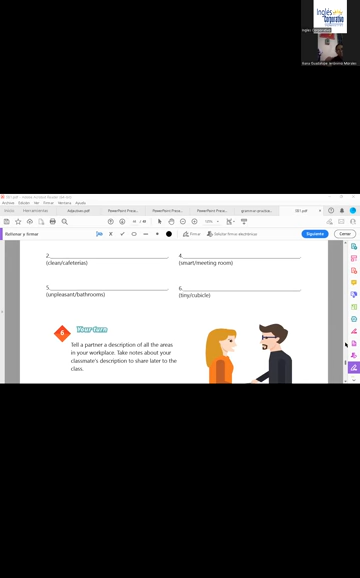 Inglés
Corporativo
Archivo Edición Ver Firmar Ventana Ayuda
Inicio Herramientas Adjetivos.pdf PowerPoint Prese... PowerPoint Prese... PowerPoint Prese... grammar-practice...
Rellenar y firmar
Firmar
Solicitar firmas electrónicas
Siguiente
Cerrar
2
(clean/cafeterias)
4.
(smart/meeting room)
5.
(unpleasant/bathrooms)
6.
(tiny/cubicle)
6
Your turn
Tell a partner a description of all the areas
in your workplace. Take notes about your
classmate's description to share later to the
class.